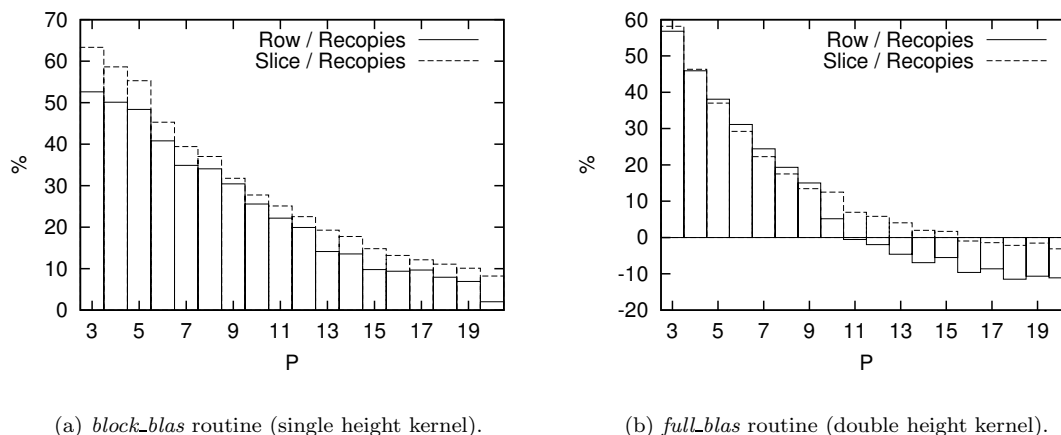 70
60
50
40
30
20
10
0
%
Row / Recopies
Slice / Recopies
3 5 7 9 11 13 15 17 19
P
(a) block_blas routine (single height kernel).
60
50
40
30
20
10
0
-10
-20
%
Row / Recopies
Slice / Recopies
3 5 7 9 11 13 15 17 19
P
(b) full_blas routine (double height kernel).